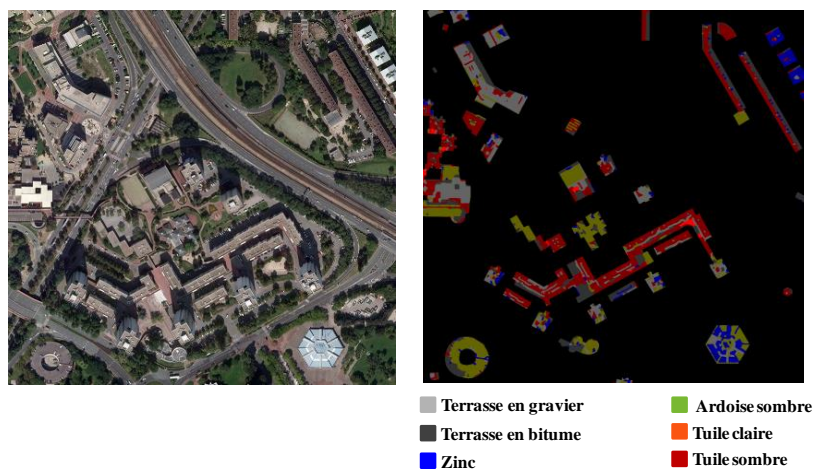 Terrasse en gravier
Terrasse en bitume
Zinc
Ardoise sombre
Tuile claire
Tuile sombre